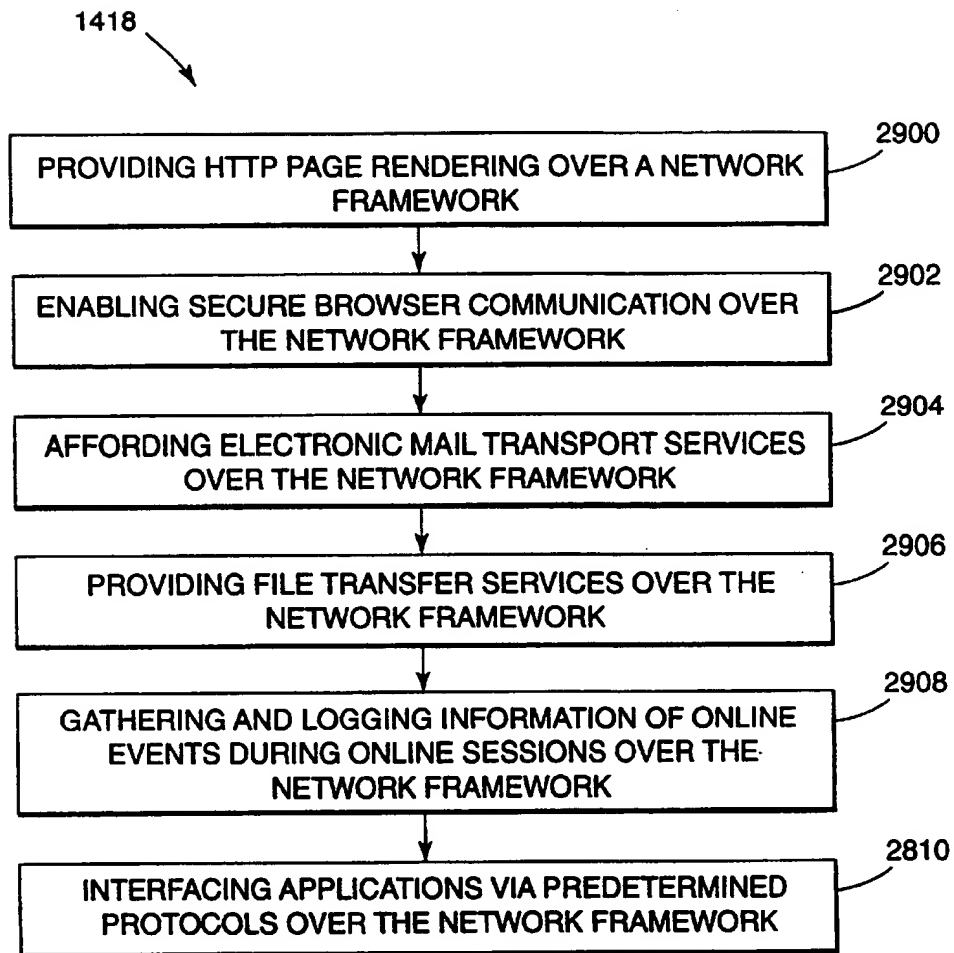 1418
2900
PROVIDING HTTP PAGE RENDERING OVER A NETWORK
FRAMEWORK
2902
ENABLING SECURE BROWSER COMMUNICATION OVER
THE NETWORK FRAMEWORK
2904
AFFORDING ELECTRONIC MAIL TRANSPORT SERVICES
OVER THE NETWORK FRAMEWORK
2906
PROVIDING FILE TRANSFER SERVICES OVER THE
NETWORK FRAMEWORK
2908
GATHERING AND LOGGING INFORMATION OF ONLINE
EVENTS DURING ONLINE SESSIONS OVER THE
NETWORK FRAMEWORK
2810
INTERFACING APPLICATIONS VIA PREDETERMINED
PROTOCOLS OVER THE NETWORK FRAMEWORK